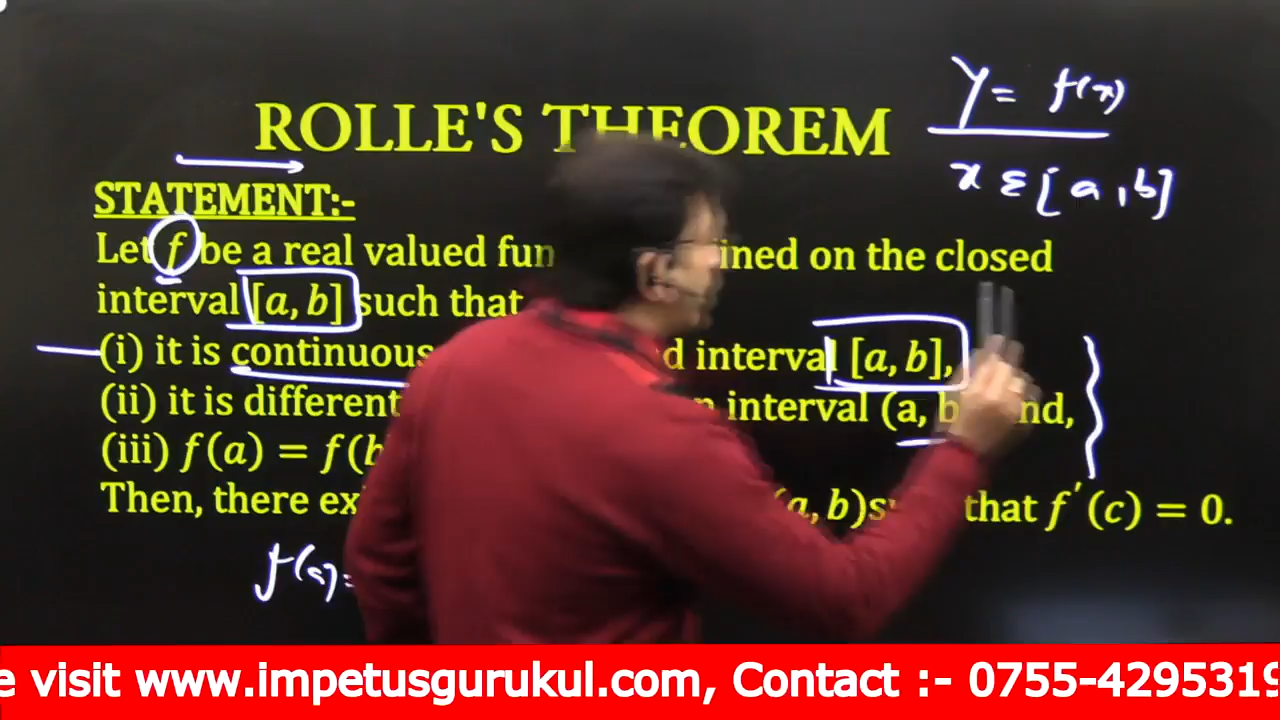 ROLLE'S THEOREM
y = f(x)
x ε [a, b]
STATEMENT:-
Let f be a real valued fun ined on the closed
interval [a, b] such that
(i) it is continuous d interval [a, b],
(ii) it is different n interval (a, b nd,
(iii) f(a) = f(b
Then, there ex (a, b)s that f′(c) = 0.
f(a) =
e visit www.impetusgurukul.com, Contact :- 0755-4295319